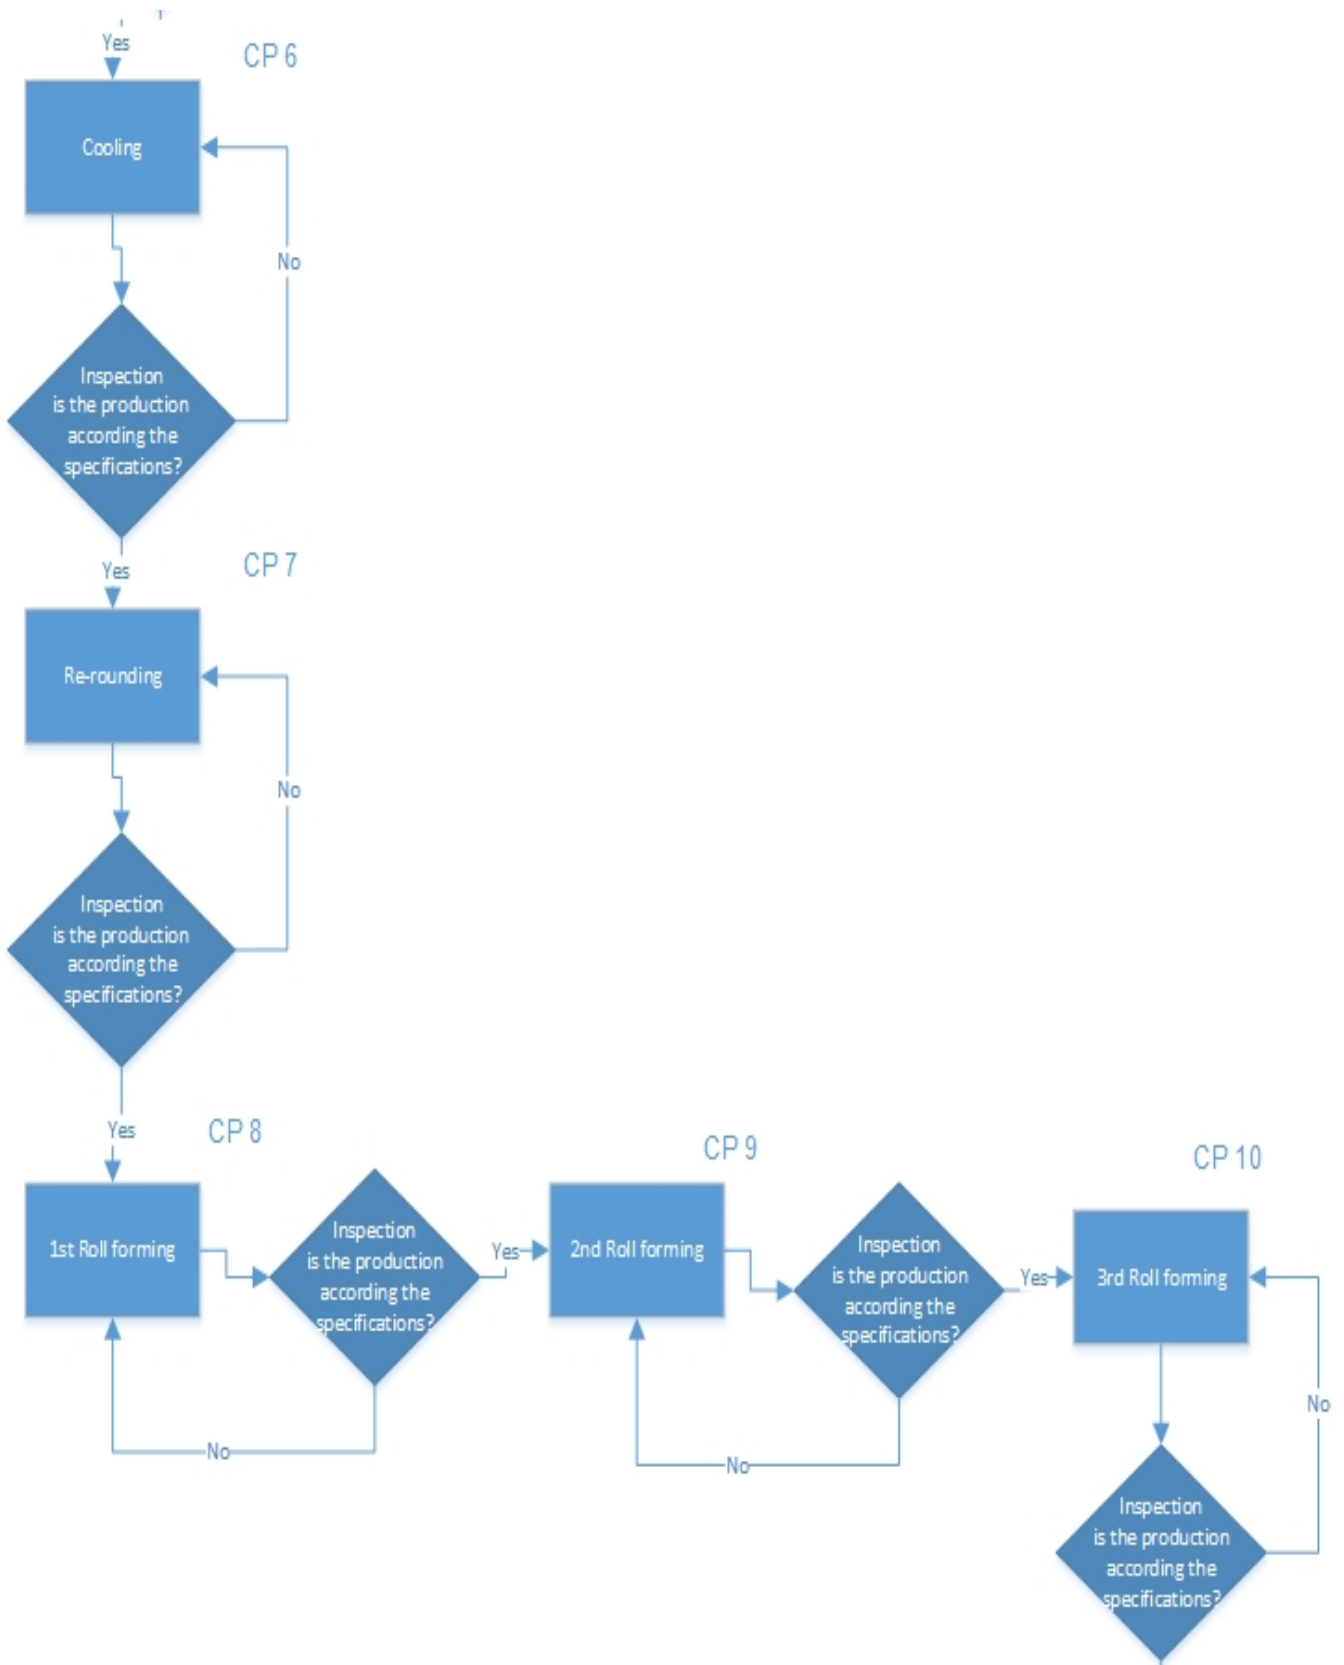 Yes
CP 6
Cooling
No
Inspection
is the production
according the
specifications?
Yes
CP 7
Re-rounding
No
Inspection
is the production
according the
specifications?
Yes
CP 8
1st Roll forming
Inspection
is the production
according the
specifications?
No
Yes
CP 9
2nd Roll forming
Inspection
is the production
according the
specifications?
No
Yes
CP 10
3rd Roll forming
No
Inspection
is the production
according the
specifications?